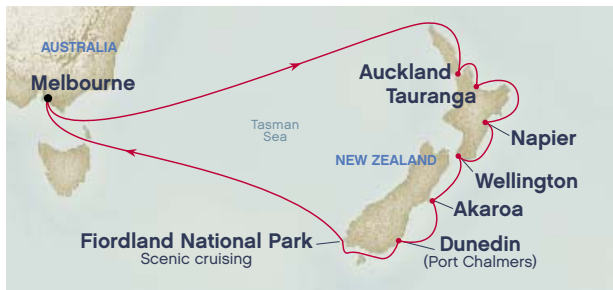 AUSTRALIA
Melbourne
Auckland
Tauranga
Tasman
Sea
Napier
NEW ZEALAND
Wellington
Akaroa
Fiordland National Park
Scenic cruising
Dunedin
(Port Chalmers)